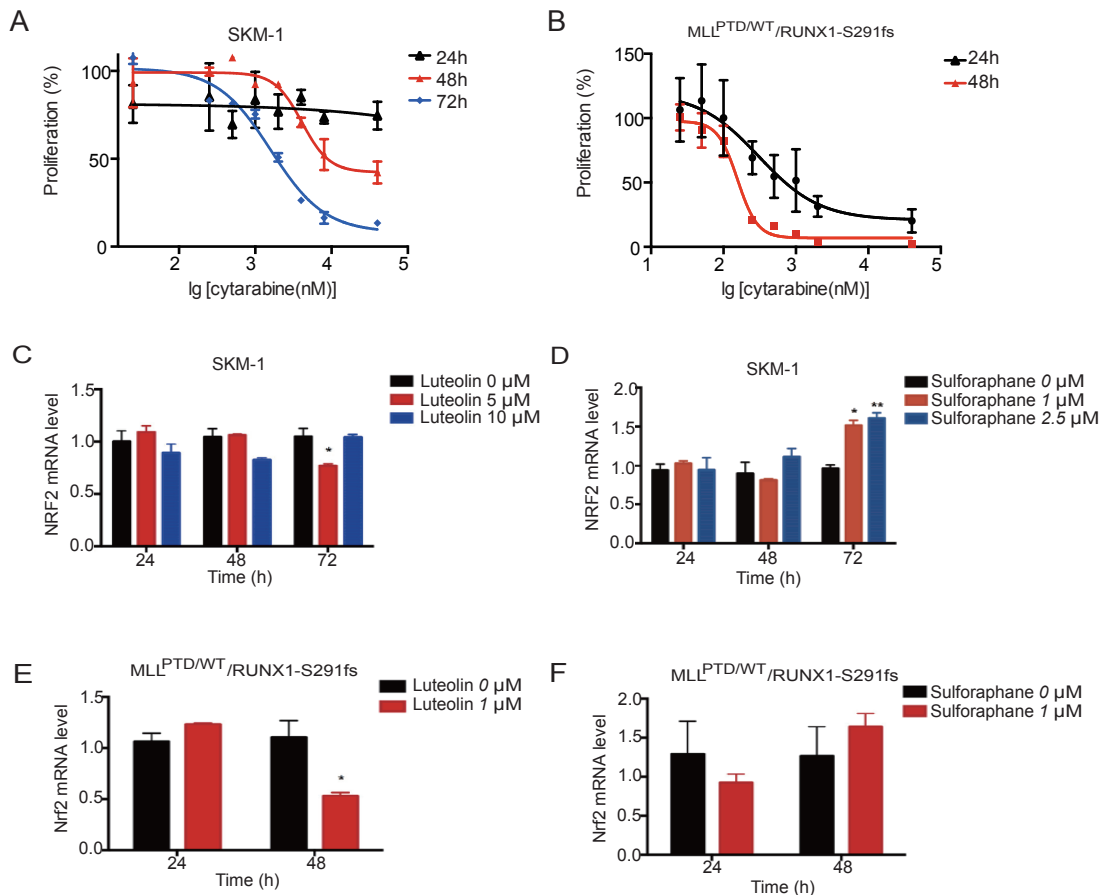 A
SKM-1
Proliferation (%)
100
50
0
2
3
4
5
lg [cytarabine(nM)]
24h
48h
72h
B
MLLPTD/WT/RUNX1-S291fs
Proliferation (%)
150
100
50
0
1
2
3
4
5
lg [cytarabine(nM)]
24h
48h
C
SKM-1
NRF2 mRNA level
1.5
1.0
0.5
0.0
*
24
48
72
Time (h)
Luteolin 0 µM
Luteolin 5 µM
Luteolin 10 µM
D
SKM-1
NRF2 mRNA level
2.0
1.5
1.0
0.5
0.0
*
**
24
48
72
Time (h)
Sulforaphane 0 µM
Sulforaphane 1 µM
Sulforaphane 2.5 µM
E
MLLPTD/WT/RUNX1-S291fs
Nrf2 mRNA level
1.5
1.0
0.5
0.0
*
24
48
Time (h)
Luteolin 0 µM
Luteolin 1 µM
F
MLLPTD/WT/RUNX1-S291fs
Nrf2 mRNA level
2.0
1.5
1.0
0.5
0.0
24
48
Time (h)
Sulforaphane 0 µM
Sulforaphane 1 µM